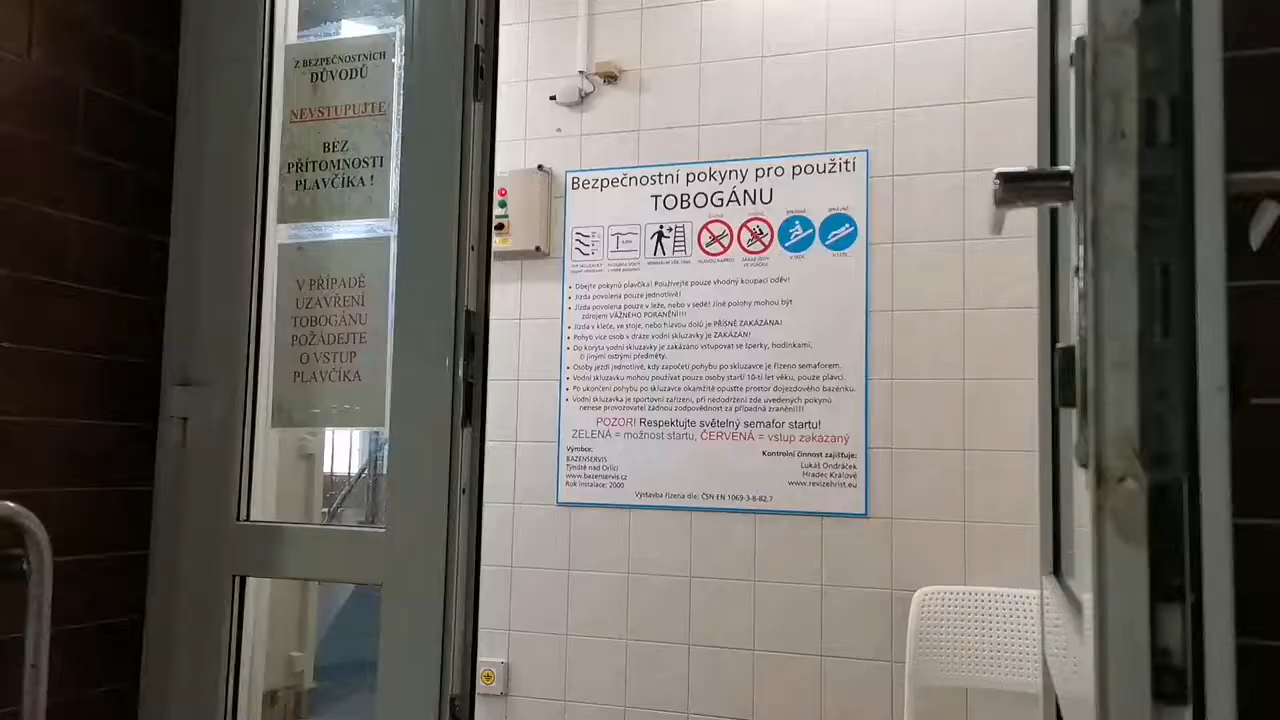 Z BEZPEČNOSTNÍCH
DŮVODŮ
NEVSTUPUJTE
BEZ
PŘÍTOMNOSTI
PLAVČÍKA !
V PŘÍPADĚ
UZAVŘENÍ
TOBOGÁNU
POŽÁDEJTE
O VSTUP
PLAVČÍKA
Bezpečnostní pokyny pro použití
TOBOGÁNU
• Dbejte pokynů plavčíka! Používejte pouze vhodný koupací oděv!
• Jízda povolena pouze jednotlivě!
• Jízda povolena pouze v leže, nebo v sedě! Jiné polohy mohou být
zdrojem VÁŽNÉHO PORANĚNÍ!!!
• Jízda v kleče, ve stoje, nebo hlavou dolů je PŘÍSNĚ ZAKÁZÁNA!
• Pohyb více osob v dráze vodní skluzavky je ZAKÁZÁN!
• Do koryta vodní skluzavky je zakázáno vstupovat se šperky, hodinkami,
či jinými ostrými předměty.
• Osoby jezdí jednotlivě, kdy započetí pohybu po skluzavce je řízeno semaforem.
• Vodní skluzavku mohou používat pouze osoby starší 10-ti let věku, pouze plavci.
• Po ukončení pohybu po skluzavce okamžitě opusťte prostor dojezdového bazénku.
• Vodní skluzavka je sportovní zařízení, při nedodržení zde uvedených pokynů
nenese provozovatel žádnou zodpovědnost za případná zranění!!!!
POZOR! Respektujte světelný semafor startu!
ZELENÁ = možnost startu, ČERVENÁ = vstup zakázaný
Výrobce:
BAZENSERVIS
Týniště nad Orlicí
www.bazenservis.cz
Rok instalace: 2000
Kontrolní činnost zajišťuje:
Lukáš Ondráček
Hradec Králové
www.revizehrist.eu
Výstavba řízena dle: ČSN EN 1069-3-8-82.7